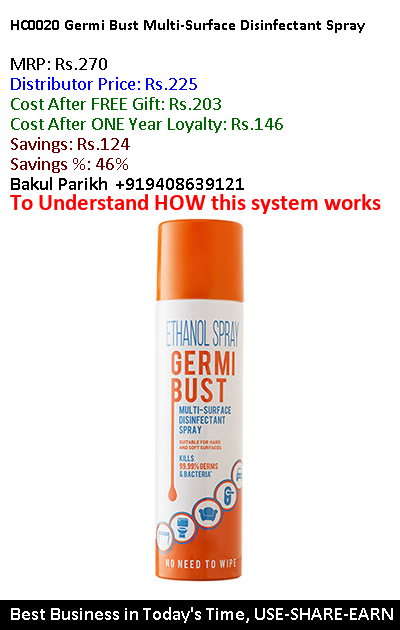 HC0020 Germi Bust Multi-Surface Disinfectant Spray
MRP: Rs.270
Distributor Price: Rs.225
Cost After FREE Gift: Rs.203
Cost After ONE Year Loyalty: Rs.146
Savings: Rs.124
Savings %: 46%
Bakul Parikh +919408639121
To Understand HOW this system works
ETHANOL SPRAY
GERMI
BUST
MULTI-SURFACE
DISINFECTANT
SPRAY
SUITABLE FOR HARD
AND SOFT SURFACES
KILLS
99.99% GERMS
& BACTERIA*
NO NEED TO WIPE
Best Business in Today's Time, USE-SHARE-EARN